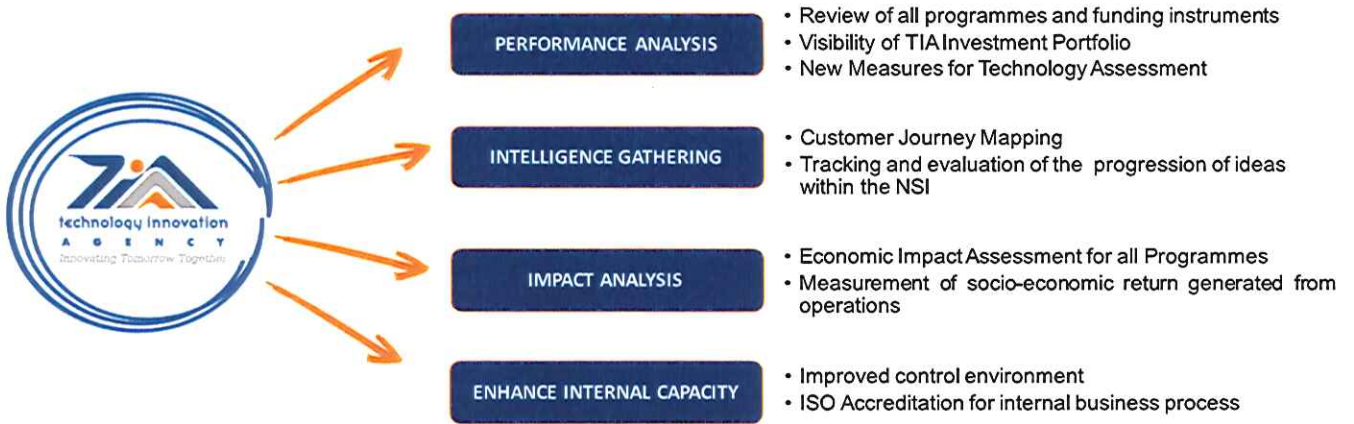 TiA
technology innovation
AGENCY
Innovating Tomorrow Together
PERFORMANCE ANALYSIS
• Review of all programmes and funding instruments
• Visibility of TIA Investment Portfolio
• New Measures for Technology Assessment
INTELLIGENCE GATHERING
• Customer Journey Mapping
• Tracking and evaluation of the progression of ideas
within the NSI
IMPACT ANALYSIS
• Economic Impact Assessment for all Programmes
• Measurement of socio-economic return generated from
operations
ENHANCE INTERNAL CAPACITY
• Improved control environment
• ISO Accreditation for internal business process